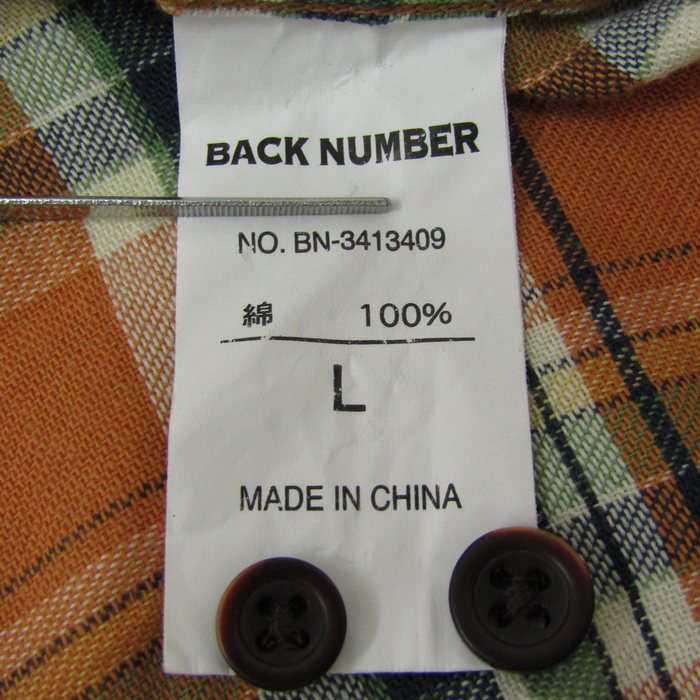 BACK NUMBER
NO. BN-3413409
綿 100%
L
MADE IN CHINA